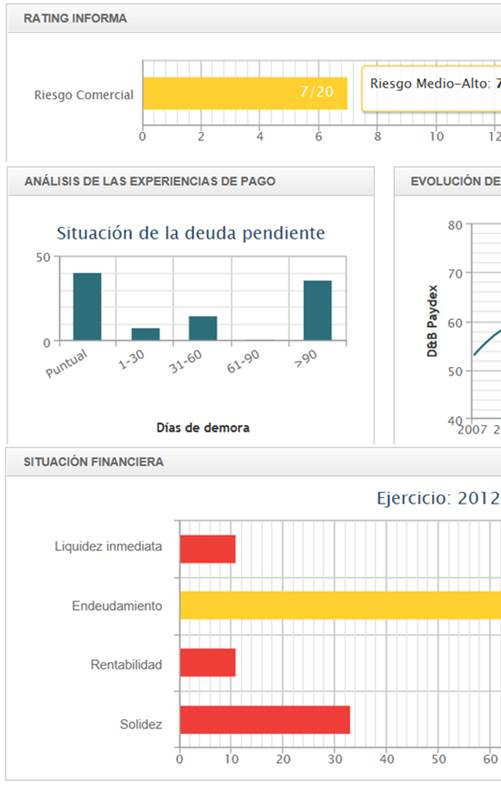 RATING INFORMA
Riesgo Comercial
7/20
Riesgo Medio-Alto: 7
0 2 4 6 8 10 12
ANÁLISIS DE LAS EXPERIENCIAS DE PAGO
Situación de la deuda pendiente
50
0
Puntual 1-30 31-60 61-90 >90
Días de demora
EVOLUCIÓN DE
80
70
60
50
40
D&B Paydex
2007 2
SITUACIÓN FINANCIERA
Ejercicio: 2012
Liquidez inmediata
Endeudamiento
Rentabilidad
Solidez
0 10 20 30 40 50 60